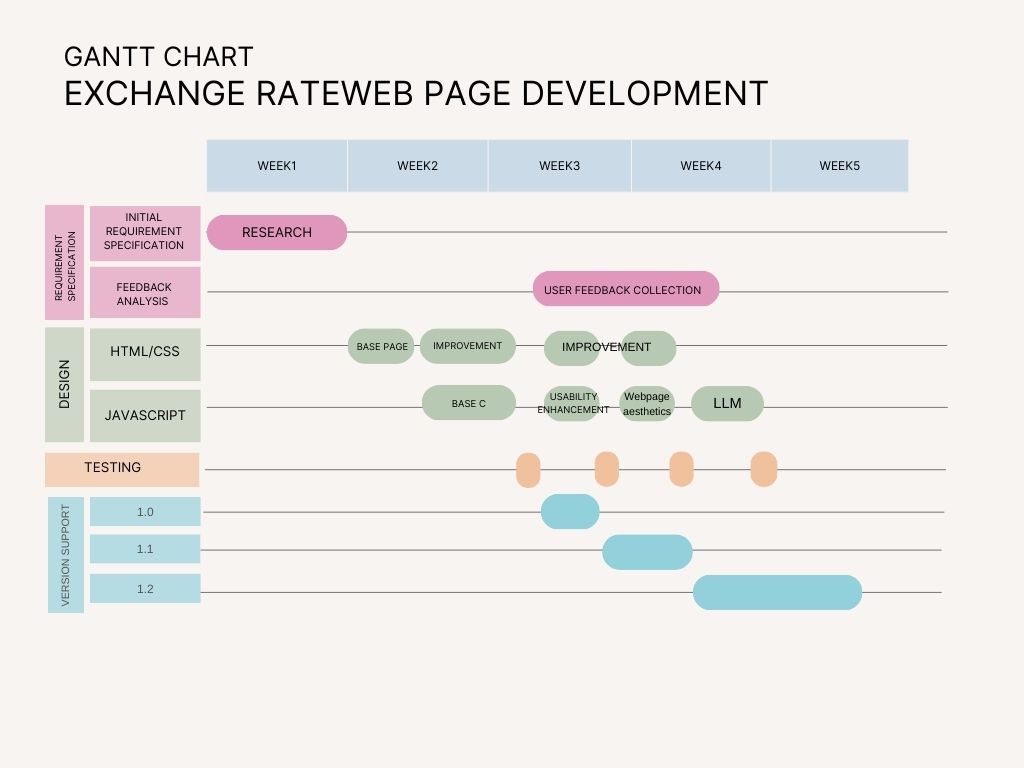 GANTT CHART
EXCHANGE RATEWEB PAGE DEVELOPMENT
WEEK1
WEEK2
WEEK3
WEEK4
WEEK5
REQUIREMENT
SPECIFICATION
INITIAL
REQUIREMENT
SPECIFICATION
RESEARCH
FEEDBACK
ANALYSIS
USER FEEDBACK COLLECTION
DESIGN
HTML/CSS
BASE PAGE
IMPROVEMENT
IMPROVEMENT
JAVASCRIPT
BASE C
USABILITY
ENHANCEMENT
Webpage
aesthetics
LLM
TESTING
VERSION SUPPORT
1.0
1.1
1.2